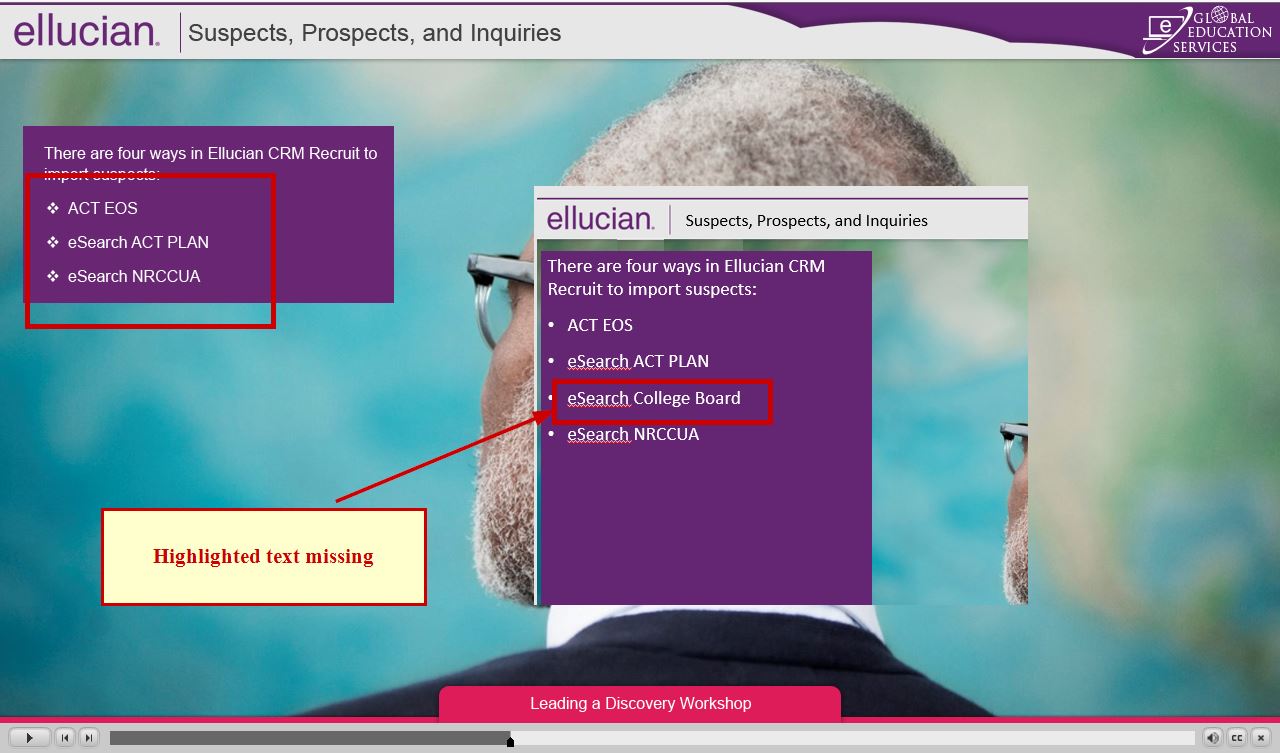 ellucian.
Suspects, Prospects, and Inquiries
GLOBAL
EDUCATION
SERVICES
e
There are four ways in Ellucian CRM Recruit to
import suspects:
❖ ACT EOS
❖ eSearch ACT PLAN
❖ eSearch NRCCUA
ellucian.
Suspects, Prospects, and Inquiries
There are four ways in Ellucian CRM
Recruit to import suspects:
• ACT EOS
• eSearch ACT PLAN
• eSearch College Board
• eSearch NRCCUA
Highlighted text missing
Leading a Discovery Workshop
CC